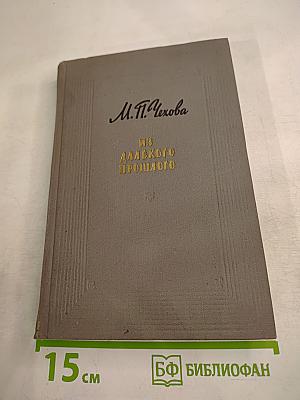 М. П. Чехова
ИЗ
ДАЛЕКОГО
ПРОШЛОГО
15 см
БФ БИБЛИОФАН